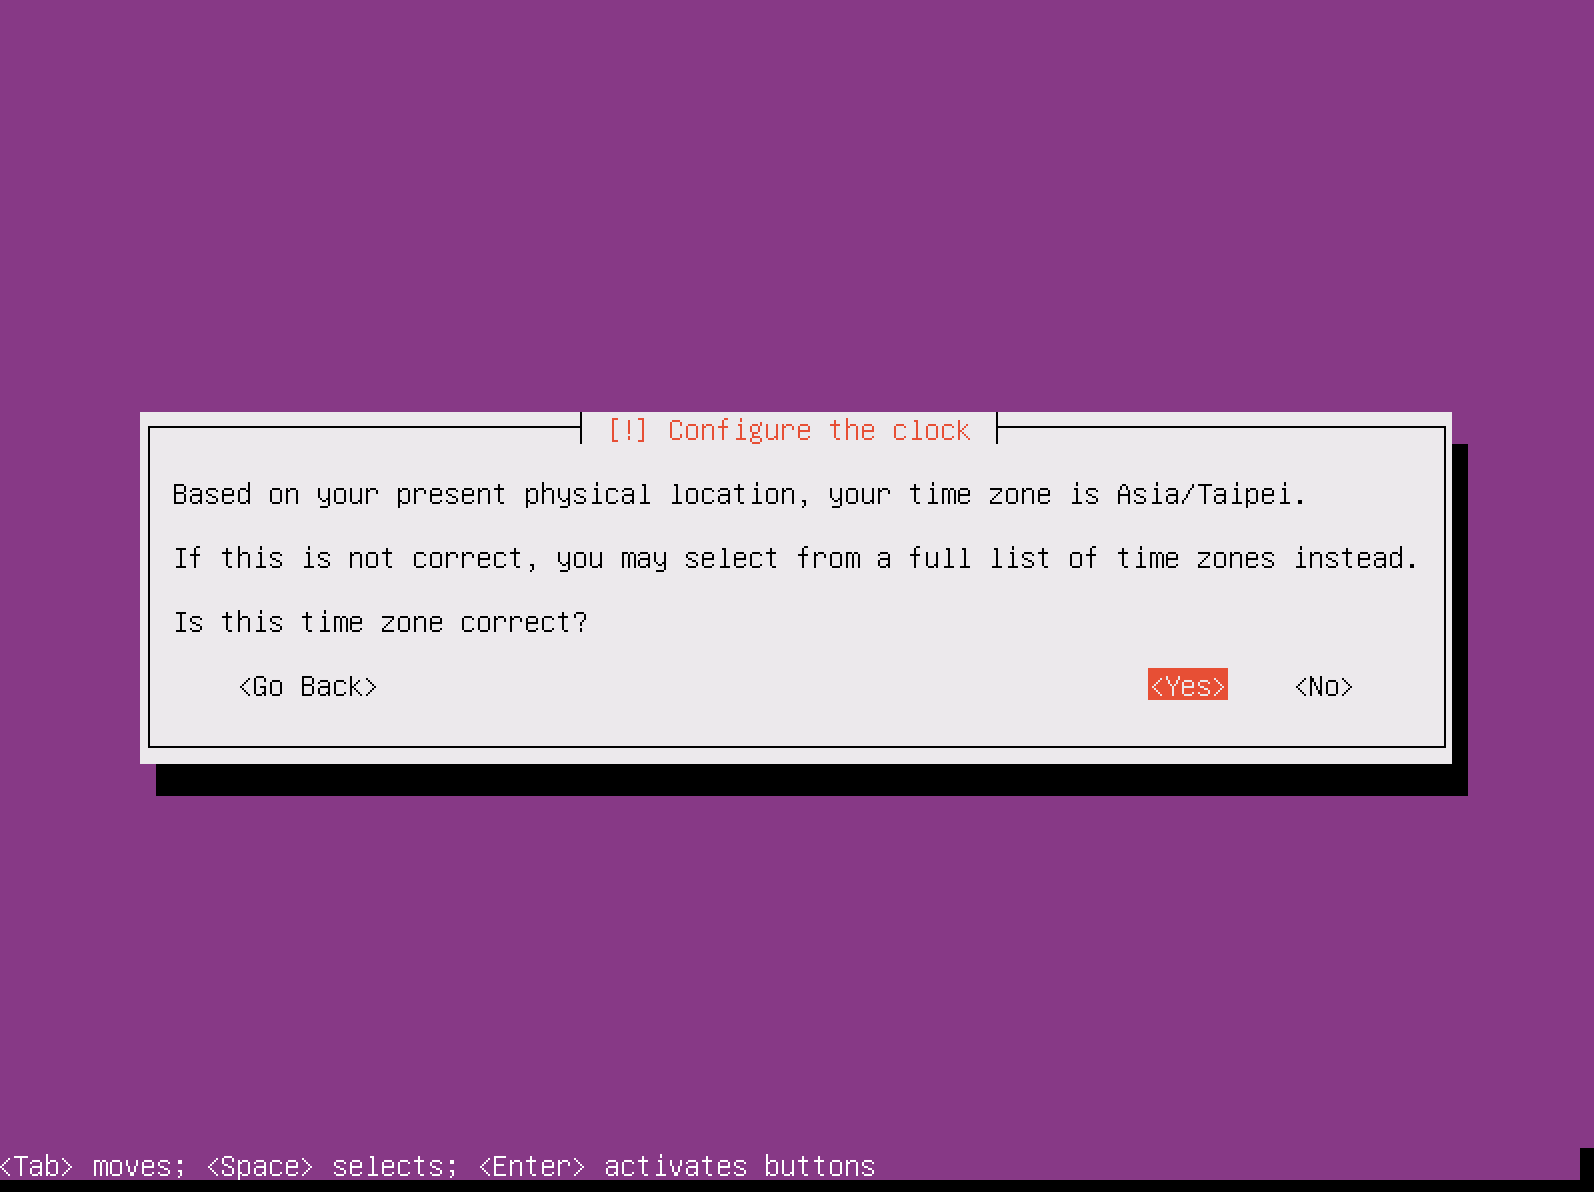 [!] Configure the clock
Based on your present physical location, your time zone is Asia/Taipei.
If this is not correct, you may select from a full list of time zones instead.
Is this time zone correct?
<Go Back> <Yes> <No>
<Tab> moves; <Space> selects; <Enter> activates buttons